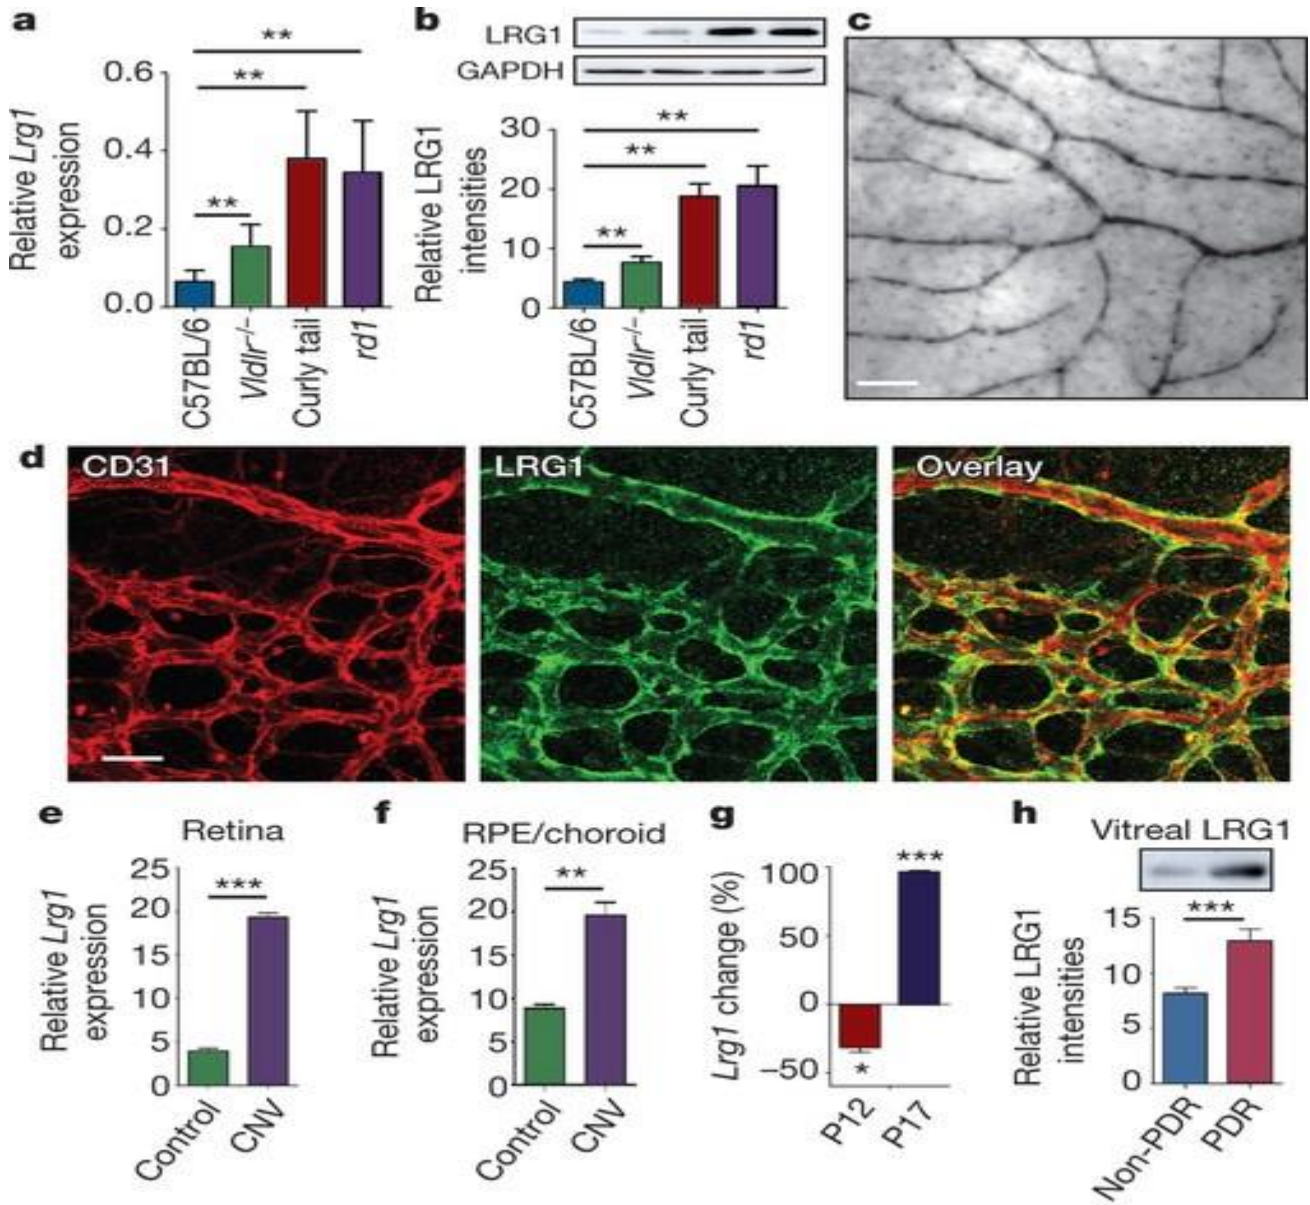 a
**
**
**
0.6
0.4
0.2
0.0
Relative Lrg1
expression
C57BL/6
Vldlr–/–
Curly tail
rd1
b
LRG1
GAPDH
**
**
**
30
20
10
0
Relative LRG1
intensities
C57BL/6
Vldlr–/–
Curly tail
rd1
c
d
CD31
LRG1
Overlay
e
Retina
***
25
20
15
10
5
0
Relative Lrg1
expression
Control
CNV
f
RPE/choroid
**
25
20
15
10
5
0
Relative Lrg1
expression
Control
CNV
g
***
100
50
0
–50
*
Lrg1 change (%)
P12
P17
h
Vitreal LRG1
***
15
10
5
0
Relative LRG1
intensities
Non-PDR
PDR